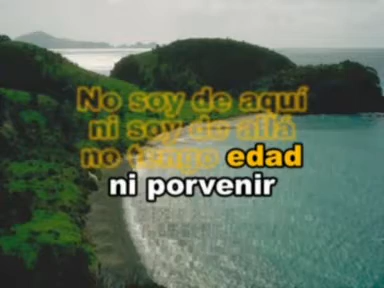 No soy de aquí
ni soy de allá
no tengo edad
ni porvenir